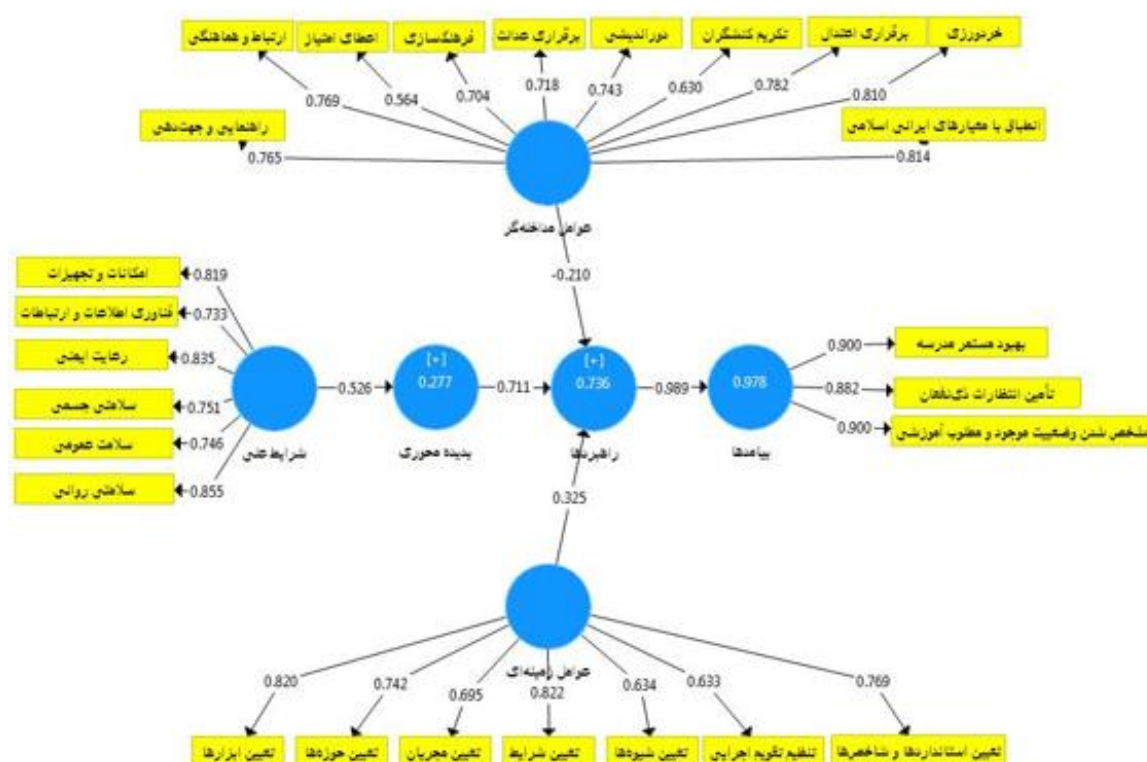 خردورزی
برقراری اعتدال
تکریم کنشگران
دوراندیشی
برقراری عدالت
فرهنگ‌سازی
اعطای امتیاز
ارتباط و هماهنگی
0.810
0.782
0.630
0.743
0.718
0.704
0.564
0.769
انطباق با معیارهای ایرانی اسلامی
راهنمایی و جهت‌دهی
0.814
0.765
عوامل مداخله‌گر
-0.210
امکانات و تجهیزات
0.819
فناوری اطلاعات و ارتباطات
0.733
رعایت ایمنی
0.835
سلامتی جسمی
0.751
سلامت عمومی
0.746
سلامتی روانی
0.855
شرایط علی
0.526
[+]
0.277
پدیده محوری
0.711
[+]
0.736
راهبردها
0.989
0.978
پیامدها
0.900
بهبود مستمر مدرسه
0.882
تأمین انتظارات ذی‌نفعان
0.900
مشخص شدن وضعیت موجود و مطلوب آموزشی
0.325
عوامل زمینه‌ای
0.769
0.633
0.634
0.822
0.695
0.742
0.820
تعیین استانداردها و شاخص‌ها
تنظیم تقویم اجرایی
تعیین شیوه‌ها
تعیین شرایط
تعیین مجریان
تعیین حوزه‌ها
تعیین ابزارها